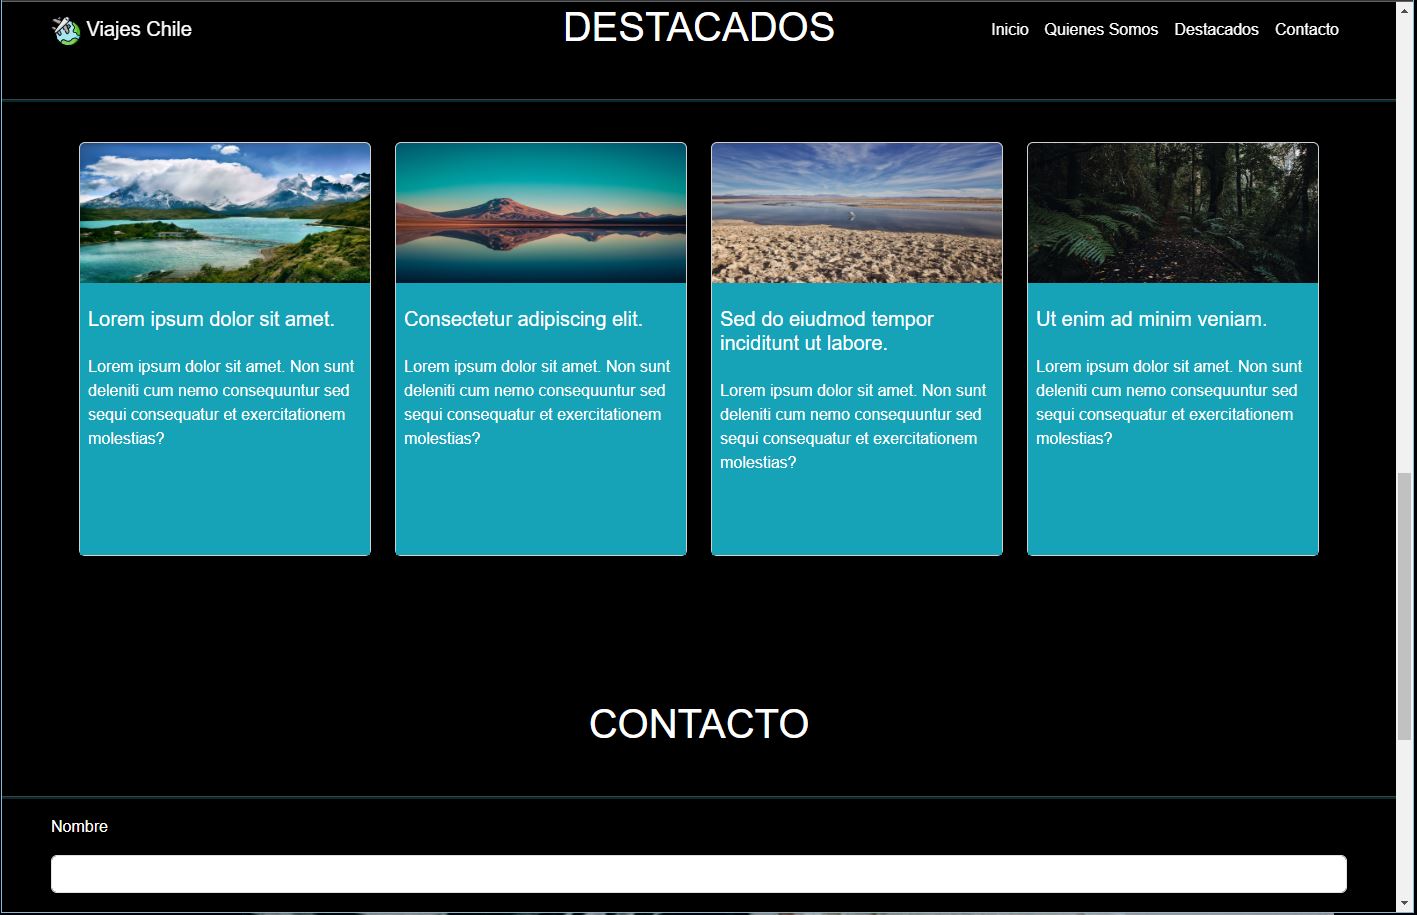 Viajes Chile
DESTACADOS
Inicio Quienes Somos Destacados Contacto
Lorem ipsum dolor sit amet.
Lorem ipsum dolor sit amet. Non sunt
deleniti cum nemo consequuntur sed
sequi consequatur et exercitationem
molestias?
Consectetur adipiscing elit.
Lorem ipsum dolor sit amet. Non sunt
deleniti cum nemo consequuntur sed
sequi consequatur et exercitationem
molestias?
Sed do eiudmod tempor
inciditunt ut labore.
Lorem ipsum dolor sit amet. Non sunt
deleniti cum nemo consequuntur sed
sequi consequatur et exercitationem
molestias?
Ut enim ad minim veniam.
Lorem ipsum dolor sit amet. Non sunt
deleniti cum nemo consequuntur sed
sequi consequatur et exercitationem
molestias?
CONTACTO
Nombre